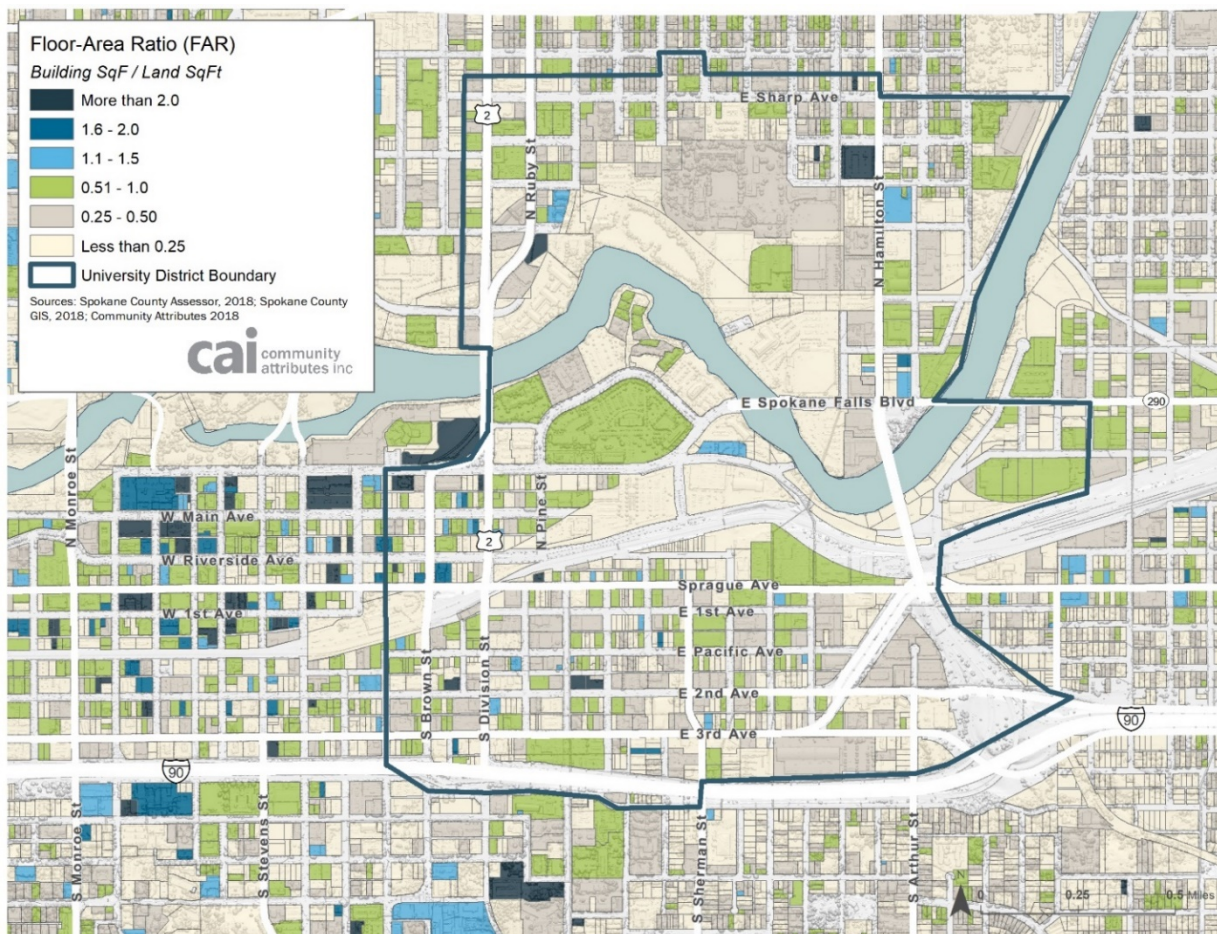 Floor-Area Ratio (FAR)
Building SqF / Land SqFt
More than 2.0
1.6 - 2.0
1.1 - 1.5
0.51 - 1.0
0.25 - 0.50
Less than 0.25
University District Boundary
Sources: Spokane County Assessor, 2018; Spokane County
GIS, 2018; Community Attributes 2018
cai community
attributes inc
E Sharp Ave
2
N Ruby St
N Hamilton St
E Spokane Falls Blvd
290
N Monroe St
N Pine St
W Main Ave
2
W Riverside Ave
Sprague Ave
W 1st Ave
E 1st Ave
E Pacific Ave
S Brown St
S Division St
E 2nd Ave
90
E 3rd Ave
90
S Monroe St
S Stevens St
S Sherman St
S Arthur St
N
0 0.25 0.5 Miles